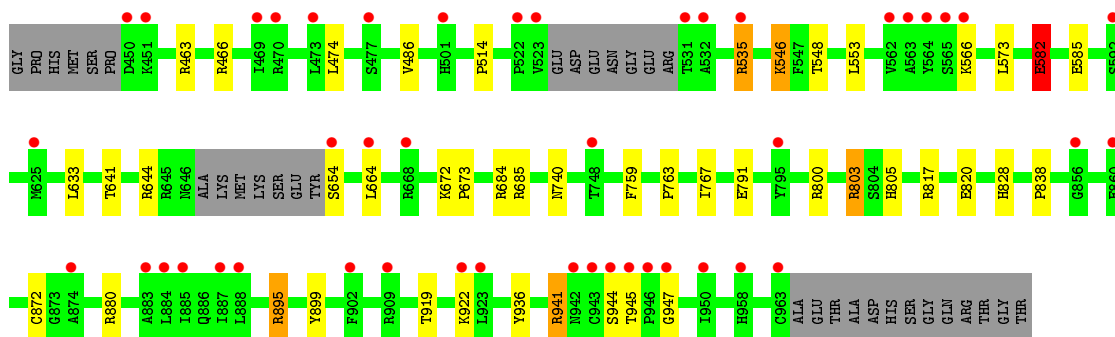 GLY PRO HIS MET SER PRO D450 K451 R463 R466 I469 R470 L473 L474 S477 V486 H501 P514 P522 V523 GLU ASP GLU ASN GLY GLU ARG T531 A532 R535 K546 F547 T548 L553 V562 A563 Y564 S565 K566 L573 E582 E585 S592
M625 L633 T641 R644 R645 N646 ALA LYS MET LYS SER GLU TYR S654 L664 R668 K672 P673 R684 R685 N740 T748 F759 P763 I767 E791 Y795 R800 R803 S804 H805 R817 E820 H828 P838 G856
C872 G873 A874 R880 A883 L884 I885 Q886 I887 L888 R895 Y899 F902 R909 T919 K922 L923 Y936 R941 N942 C943 S944 T945 P946 G947 I950 H958 C963 ALA GLU THR ALA ASP HIS SER GLY GLN ARG THR GLY THR